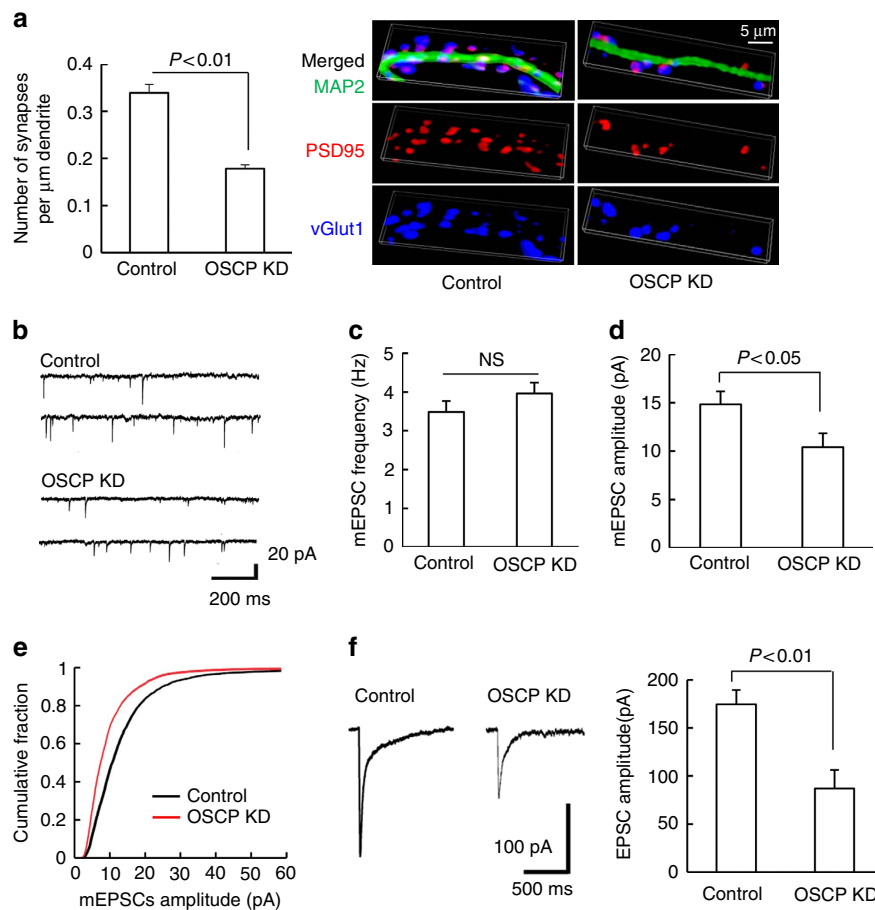 a
P<0.01
Number of synapses
per μm dendrite
0.4
0.3
0.2
0.1
0
Control
OSCP KD
Merged
MAP2
PSD95
vGlut1
5 μm
Control
OSCP KD
b
Control
OSCP KD
20 pA
200 ms
c
mEPSC frequency (Hz)
5
4
3
2
1
0
NS
Control
OSCP KD
d
mEPSC amplitude (pA)
20
15
10
5
0
P<0.05
Control
OSCP KD
e
Cumulative fraction
1
0.8
0.6
0.4
0.2
0
Control
OSCP KD
0
10
20
30
40
50
60
mEPSCs amplitude (pA)
f
Control
OSCP KD
100 pA
500 ms
EPSC amplitude(pA)
200
150
100
50
0
P<0.01
Control
OSCP KD